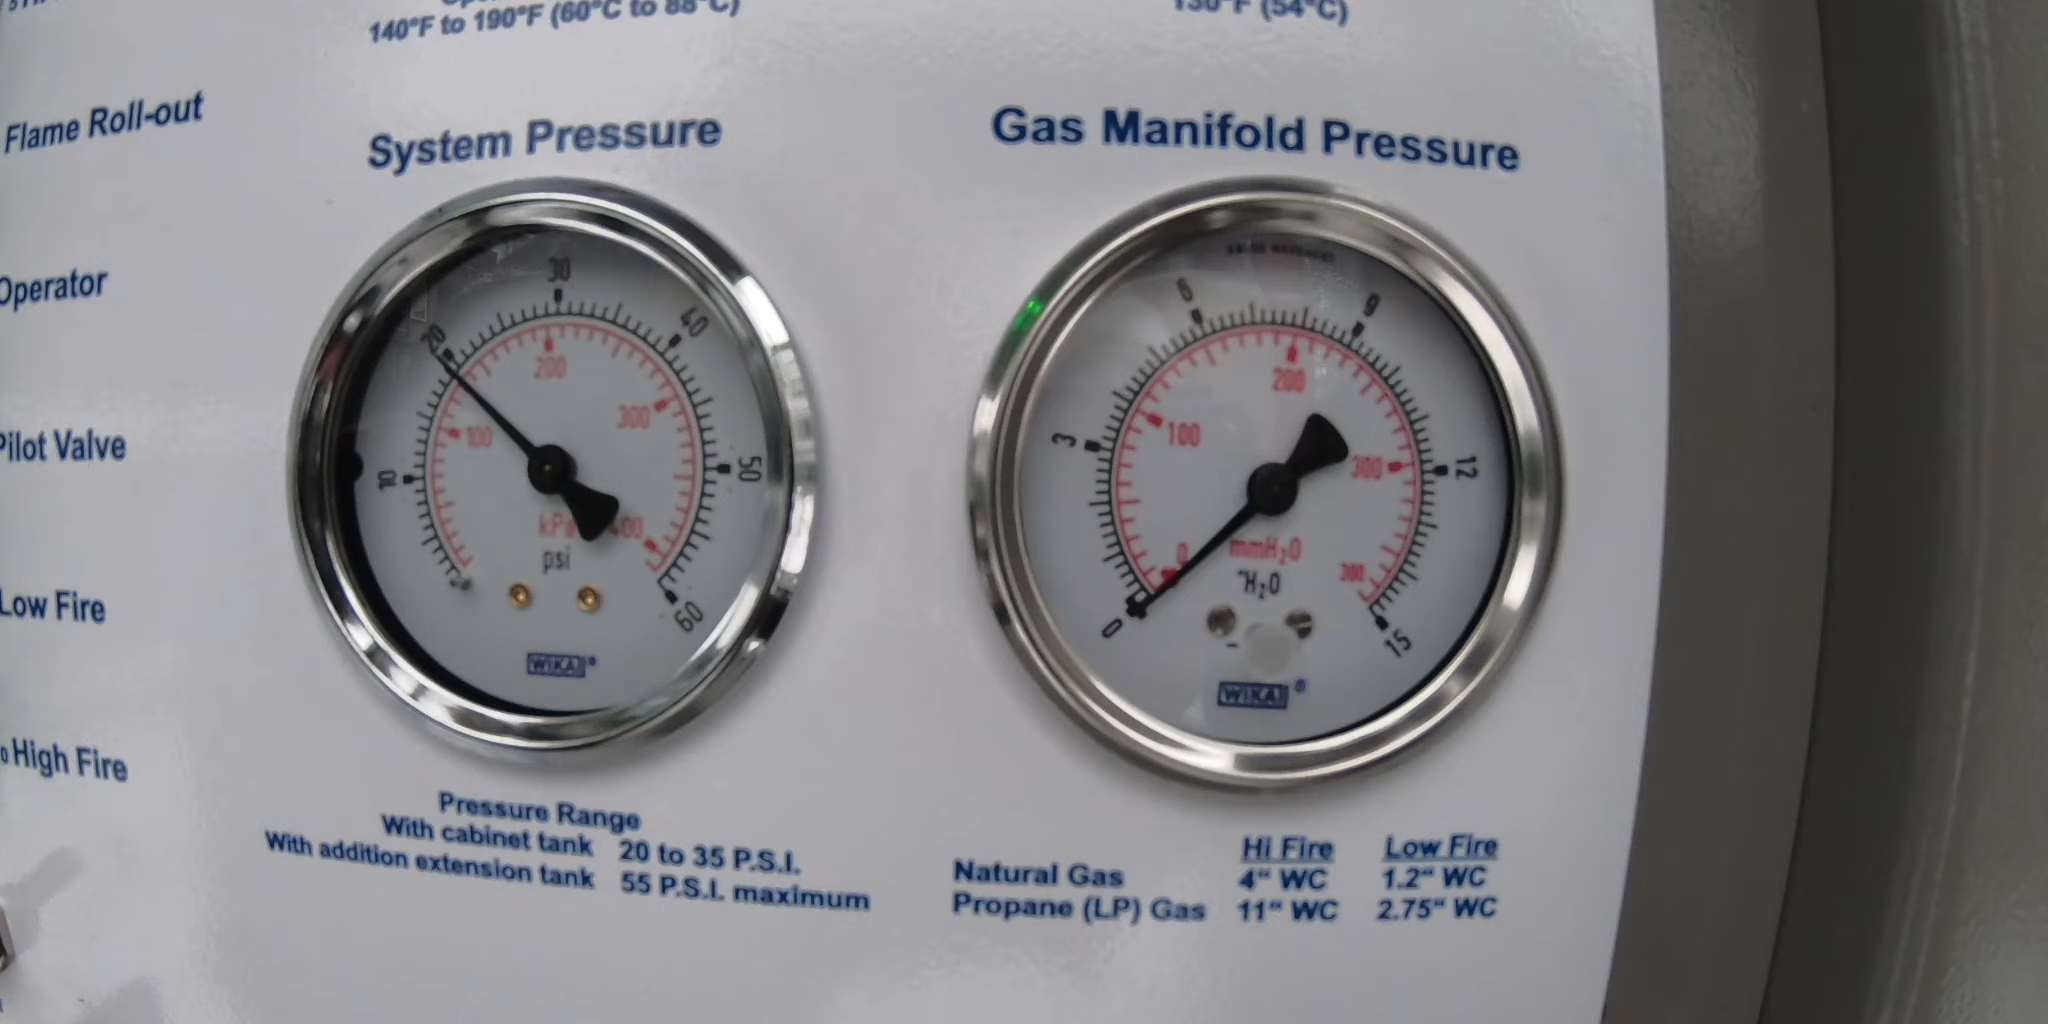 140°F to 190°F (60°C to 88°C)
130°F (54°C)
Flame Roll-out
System Pressure
Gas Manifold Pressure
Operator
Pilot Valve
Low Fire
High Fire
10
20
30
40
50
60
100
200
300
400
kPa
psi
WIKA®
0
3
6
9
12
15
0
100
200
300
mmH₂O
"H₂O
WIKA®
Pressure Range
With cabinet tank 20 to 35 P.S.I.
With addition extension tank 55 P.S.I. maximum
Hi Fire Low Fire
Natural Gas 4" WC 1.2" WC
Propane (LP) Gas 11" WC 2.75" WC